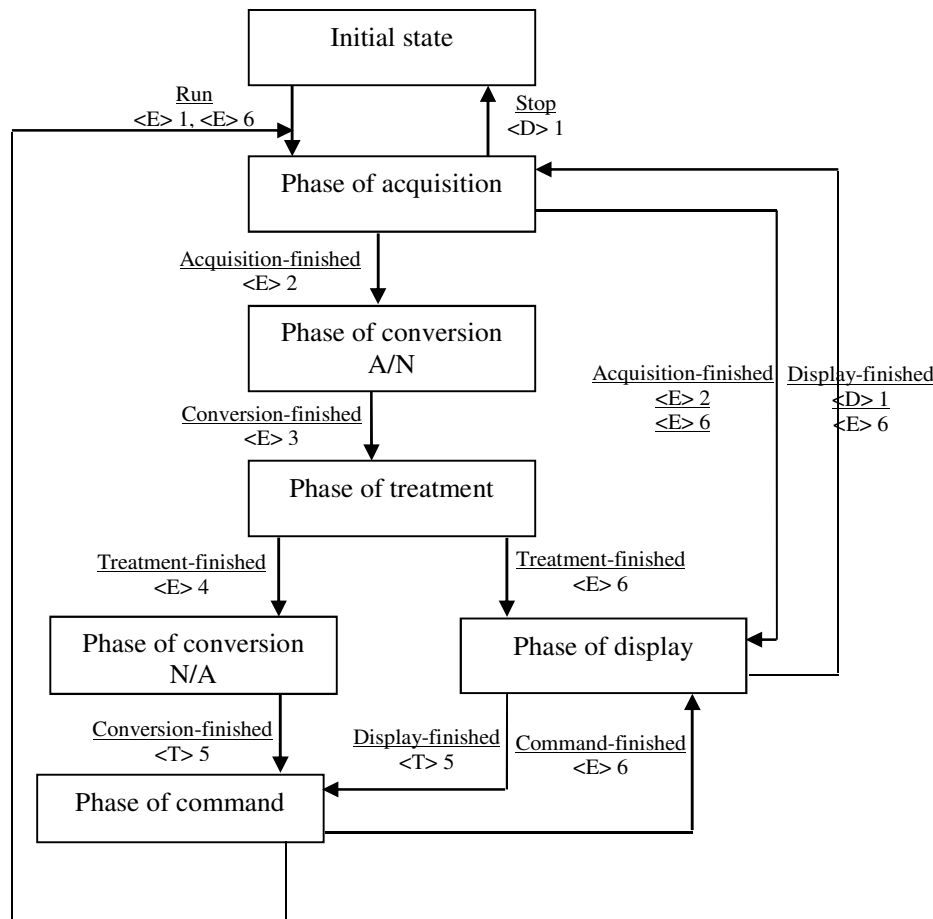 Initial state
Run
<E> 1, <E> 6
Stop
<D> 1
Phase of acquisition
Acquisition-finished
<E> 2
Phase of conversion
A/N
Acquisition-finished
<E> 2
<E> 6
Display-finished
<D> 1
<E> 6
Conversion-finished
<E> 3
Phase of treatment
Treatment-finished
<E> 4
Treatment-finished
<E> 6
Phase of conversion
N/A
Phase of display
Conversion-finished
<T> 5
Display-finished
<T> 5
Command-finished
<E> 6
Phase of command